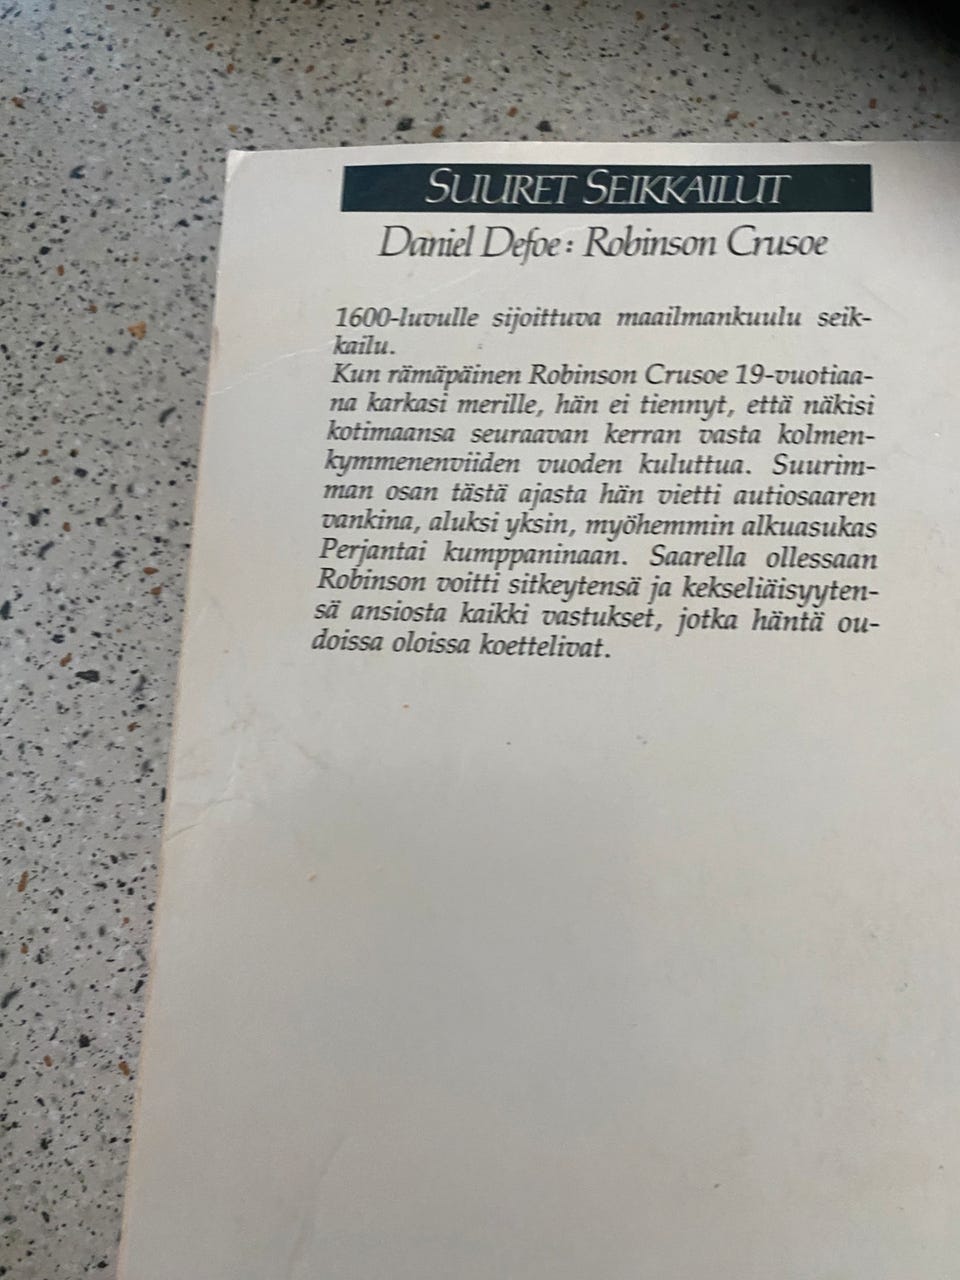 SUURET SEIKKAILUT
Daniel Defoe: Robinson Crusoe
1600-luvulle sijoittuva maailmankuulu seik-
kailu.
Kun rämäpäinen Robinson Crusoe 19-vuotiaa-
na karkasi merille, hän ei tiennyt, että näkisi
kotimaansa seuraavan kerran vasta kolmen-
kymmenenviiden vuoden kuluttua. Suurim-
man osan tästä ajasta hän vietti autiosaaren
vankina, aluksi yksin, myöhemmin alkuasukas
Perjantai kumppaninaan. Saarella ollessaan
Robinson voitti sitkeytensä ja kekseliäisyyten-
sä ansiosta kaikki vastukset, jotka häntä ou-
doissa oloissa koettelivat.